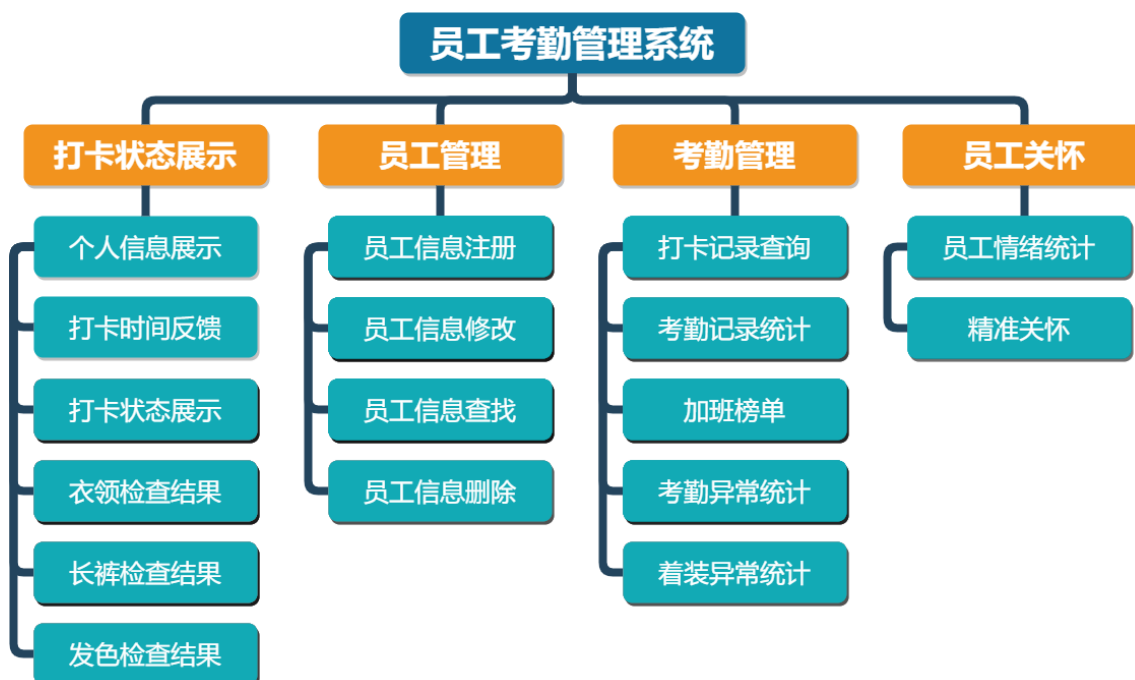 员工考勤管理系统
打卡状态展示
个人信息展示
打卡时间反馈
打卡状态展示
衣领检查结果
长裤检查结果
发色检查结果
员工管理
员工信息注册
员工信息修改
员工信息查找
员工信息删除
考勤管理
打卡记录查询
考勤记录统计
加班榜单
考勤异常统计
着装异常统计
员工关怀
员工情绪统计
精准关怀